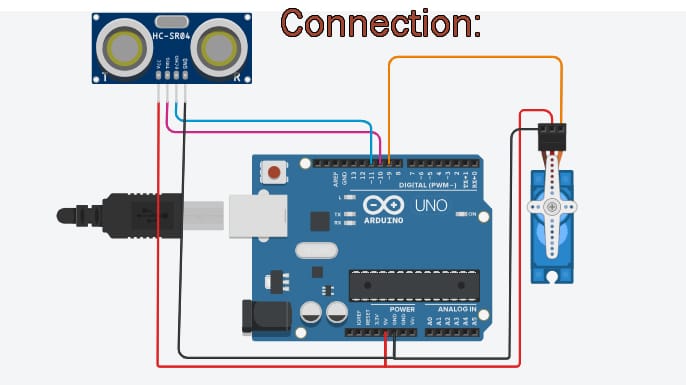 Connection:
HC-SR04
T
R
Vcc
TRIG
ECHO
GND
AREF
GND
13
12
~11
~10
~9
8
7
~6
~5
4
~3
2
TX→1
RX←0
DIGITAL (PWM~)
L
TX
RX
UNO
ON
ARDUINO
POWER
ANALOG IN
IOREF
RESET
3.3V
5V
GND
GND
Vin
A0
A1
A2
A3
A4
A5